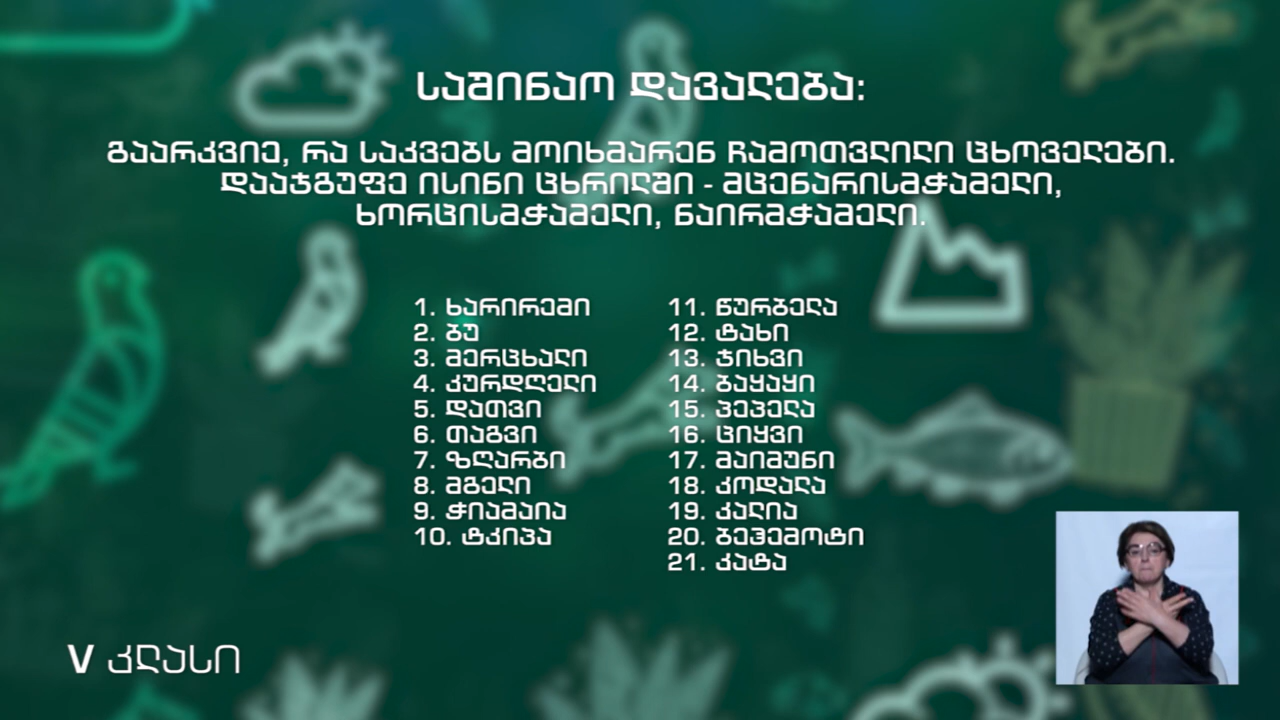 საშინაო დავალება:
გაარკვიე, რა საკვებს მოიხმარენ ჩამოთვლილი ცხოველები.
დააჯგუფე ისინი ცხრილში - მცენარისმჭამელი,
ხორცისმჭამელი, ნაირმჭამელი.
1. ხარირემი
2. ბუ
3. მერცხალი
4. კურდღელი
5. დათვი
6. თაგვი
7. ზღარბი
8. მგელი
9. ჭიამაია
10. ტკიპა
11. წურბელა
12. ტახი
13. ჯიხვი
14. ბაყაყი
15. პეპელა
16. ციყვი
17. მაიმუნი
18. კოდალა
19. კალია
20. ბეჰემოტი
21. კატა
V კლასი